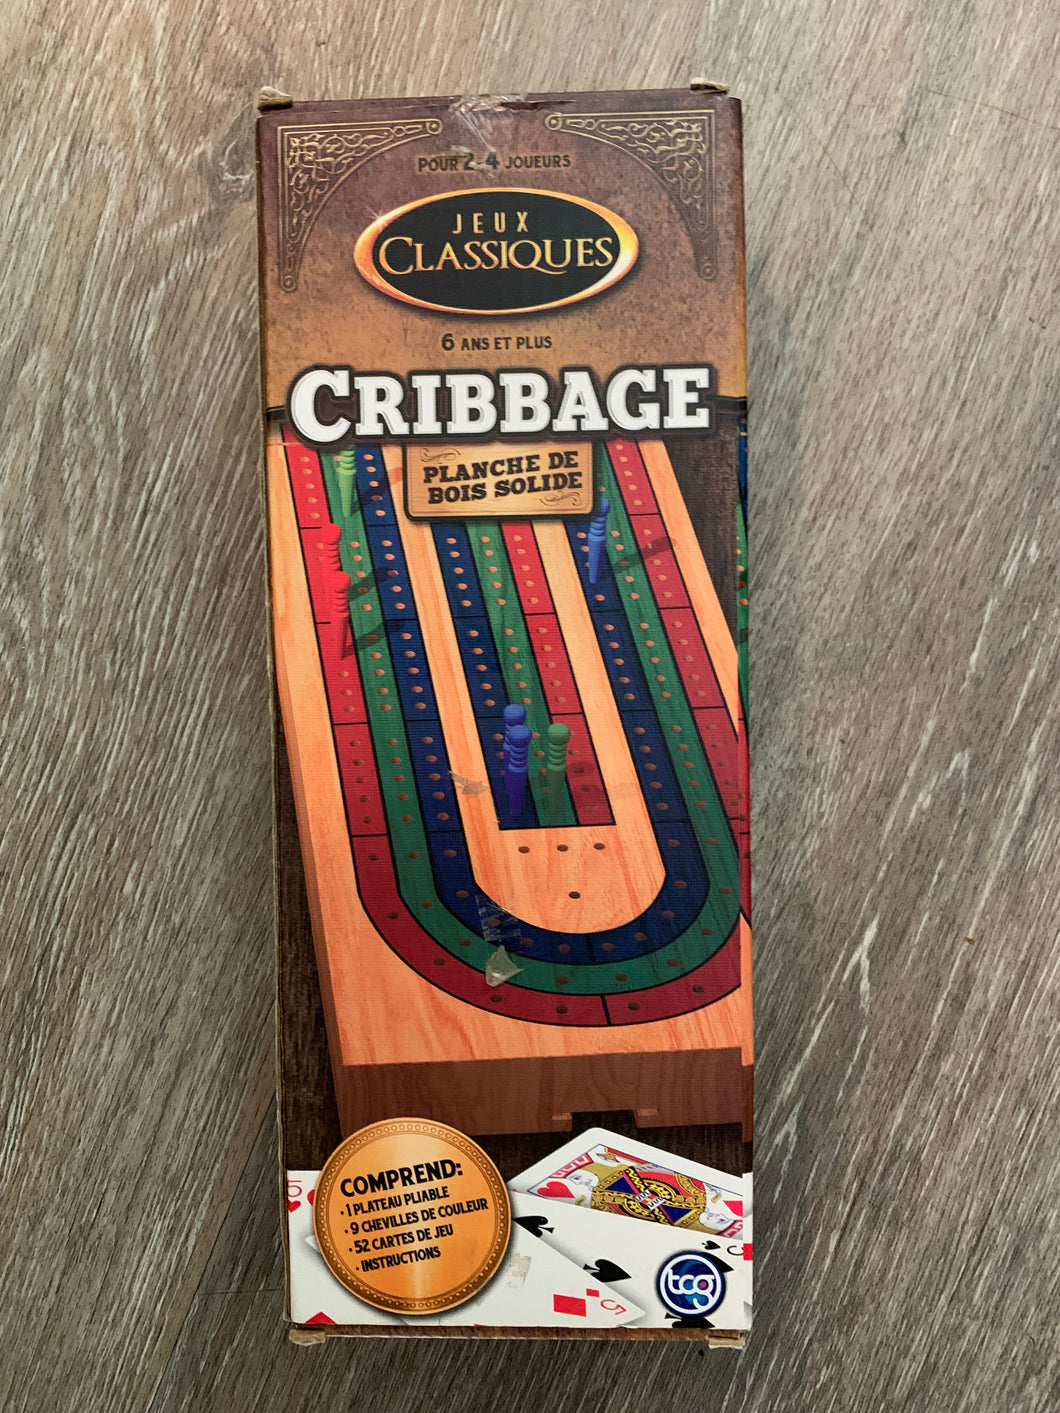 POUR 2-4 JOUEURS
JEUX
CLASSIQUES
6 ANS ET PLUS
CRIBBAGE
PLANCHE DE
BOIS SOLIDE
COMPREND:
• 1 PLATEAU PLIABLE
• 9 CHEVILLES DE COULEUR
• 52 CARTES DE JEU
• INSTRUCTIONS
tcg
5